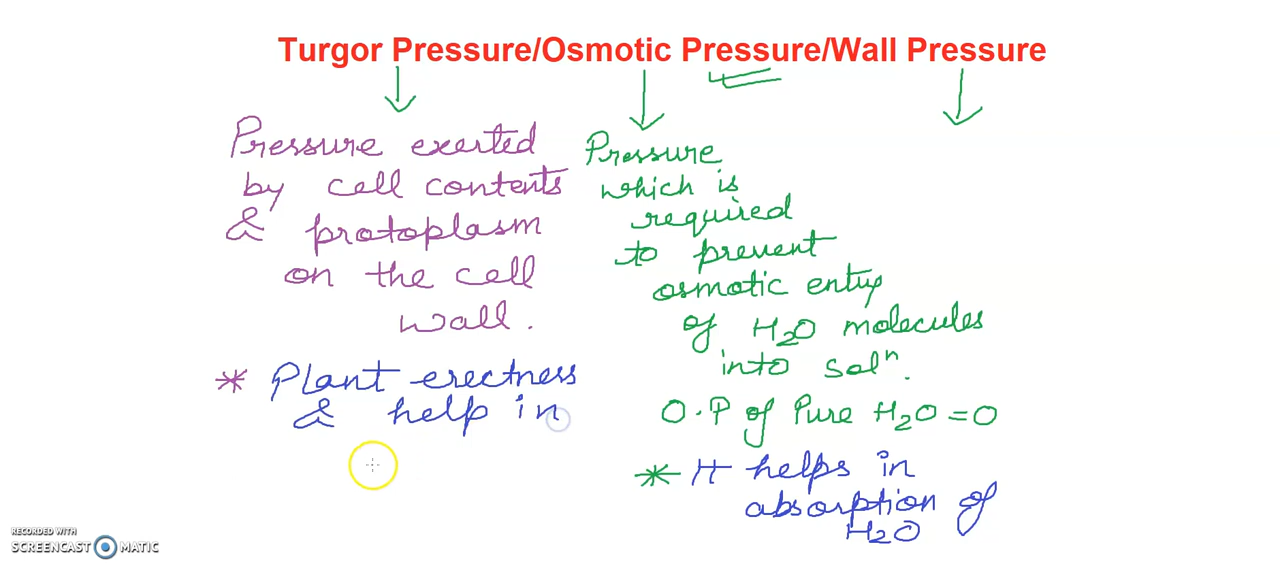 Turgor Pressure/Osmotic Pressure/Wall Pressure
Pressure exerted
by cell contents
& protoplasm
on the cell
wall.
* Plant erectness
& help in
Pressure
which is
required
to prevent
osmotic entry
of H2O molecules
into solⁿ.
O.P of Pure H2O = O
* It helps in
absorption of
H2O
RECORDED WITH
SCREENCAST MATIC